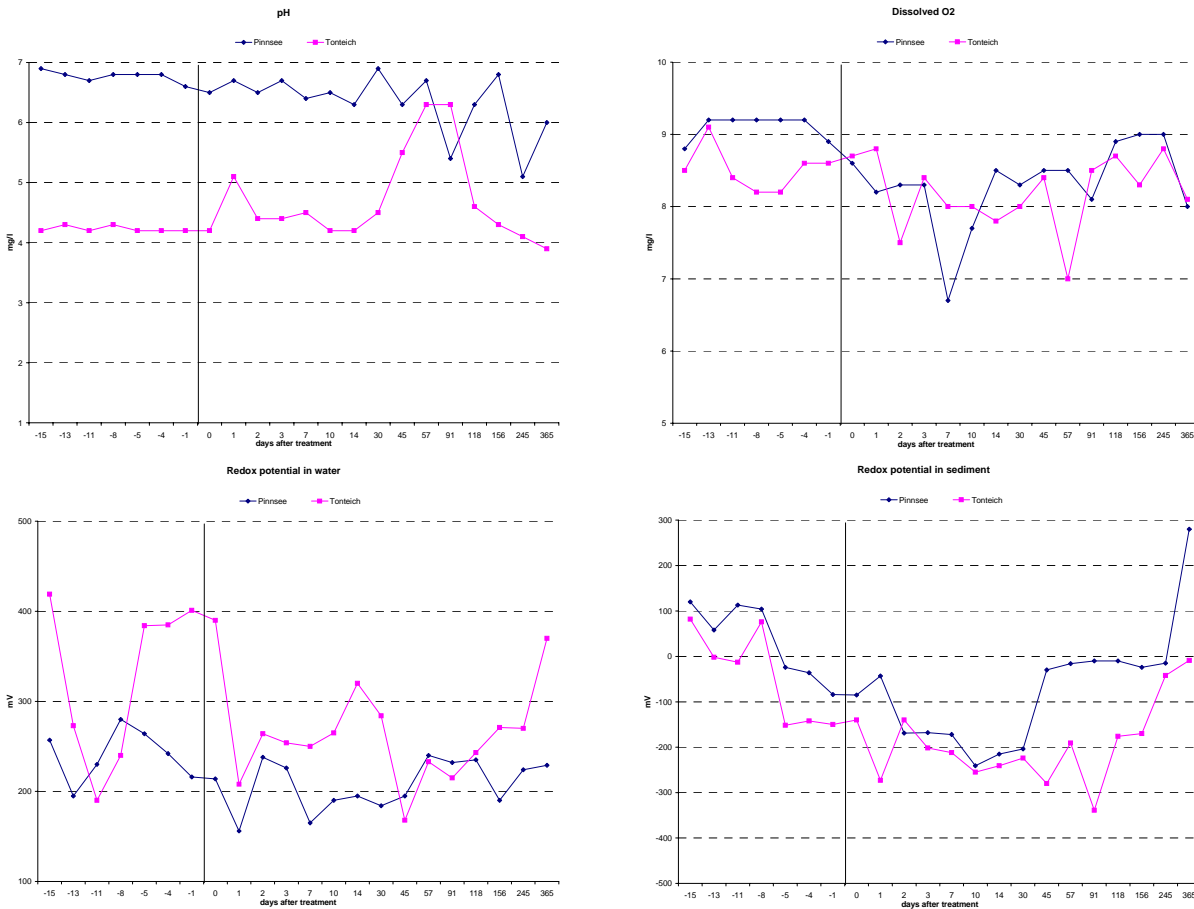 pH
Pinnsee Tonteich
7
6
5
4
3
2
1
mg/l
-15 -13 -11 -8 -5 -4 -1 0 1 2 3 7 10 14 30 45 57 91 118 156 245 365
days after treatment
Dissolved O2
Pinnsee Tonteich
10
9
8
7
6
5
mg/l
-15 -13 -11 -8 -5 -4 -1 0 1 2 3 7 10 14 30 45 57 91 118 156 245 365
days after treatment
Redox potential in water
Pinnsee Tonteich
500
400
300
200
100
mV
-15 -13 -11 -8 -5 -4 -1 0 1 2 3 7 10 14 30 45 57 91 118 156 245 365
days after treatment
Redox potential in sediment
Pinnsee Tonteich
300
200
100
0
-100
-200
-300
-400
-500
mV
-15 -13 -11 -8 -5 -4 -1 0 1 2 3 7 10 14 30 45 57 91 118 156 245 365
days after treatment